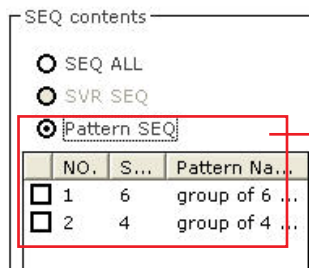 SEQ contents
SEQ ALL
SVR SEQ
Pattern SEQ
NO. S... Pattern Na...
1 6 group of 6 ...
2 4 group of 4 ...